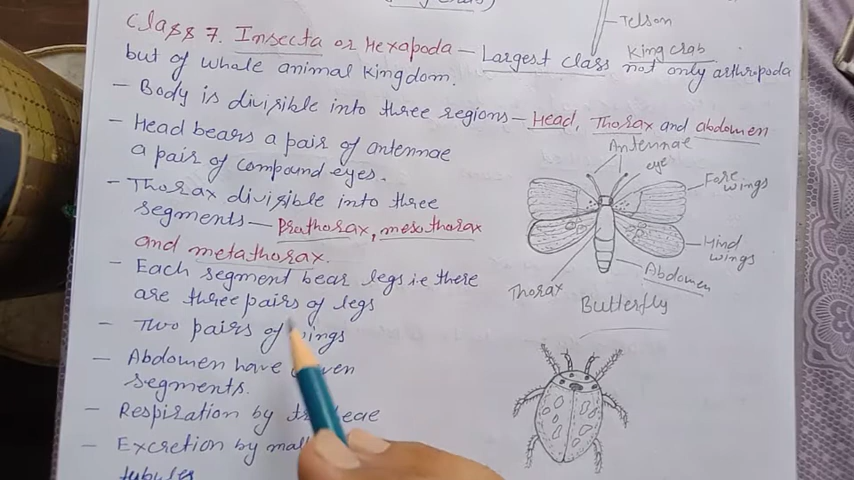 Telson
King crab
Class 7. Insecta or Hexapoda – Largest class not only arthropoda
but of whole animal kingdom.
– Body is divisible into three regions – Head, Thorax and abdomen
– Head bears a pair of antennae
a pair of compound eyes.
– Thorax divisible into three
segments – Prothorax, mesothorax
and metathorax.
– Each segment bear legs i.e there
are three pairs of legs
– Two pairs of wings
– Abdomen have
segments.
– Respiration by
– Excretion by
tubules
Antennae
eye
Fore wings
Hind wings
Abdomen
Thorax
Butterfly